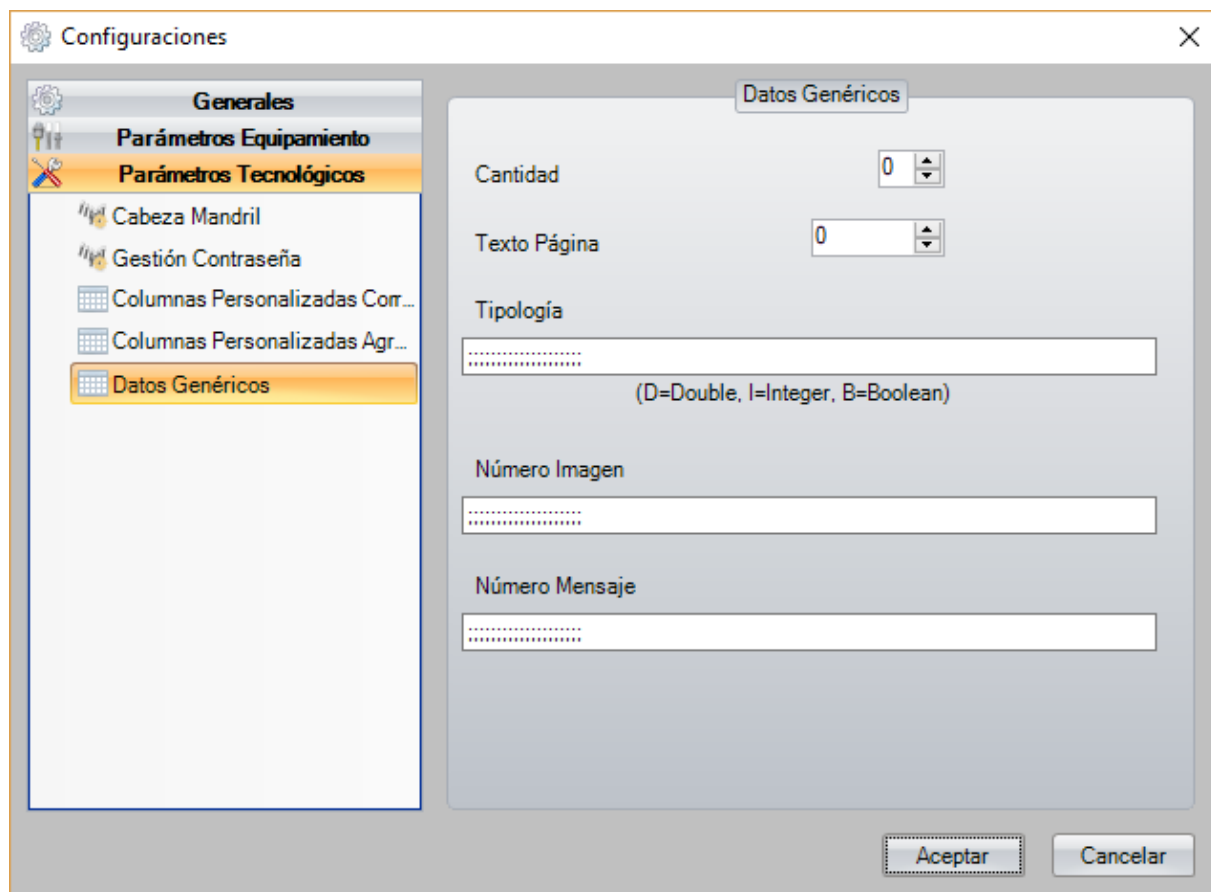 Configuraciones
Generales
Parámetros Equipamiento
Parámetros Tecnológicos
Cabeza Mandril
Gestión Contraseña
Columnas Personalizadas Corr...
Columnas Personalizadas Agr...
Datos Genéricos
Datos Genéricos
Cantidad 0
Texto Página 0
Tipología
;;;;;;;;;;;;;;;;;;;;
(D=Double, I=Integer, B=Boolean)
Número Imagen
;;;;;;;;;;;;;;;;;;;;
Número Mensaje
;;;;;;;;;;;;;;;;;;;;
Aceptar Cancelar